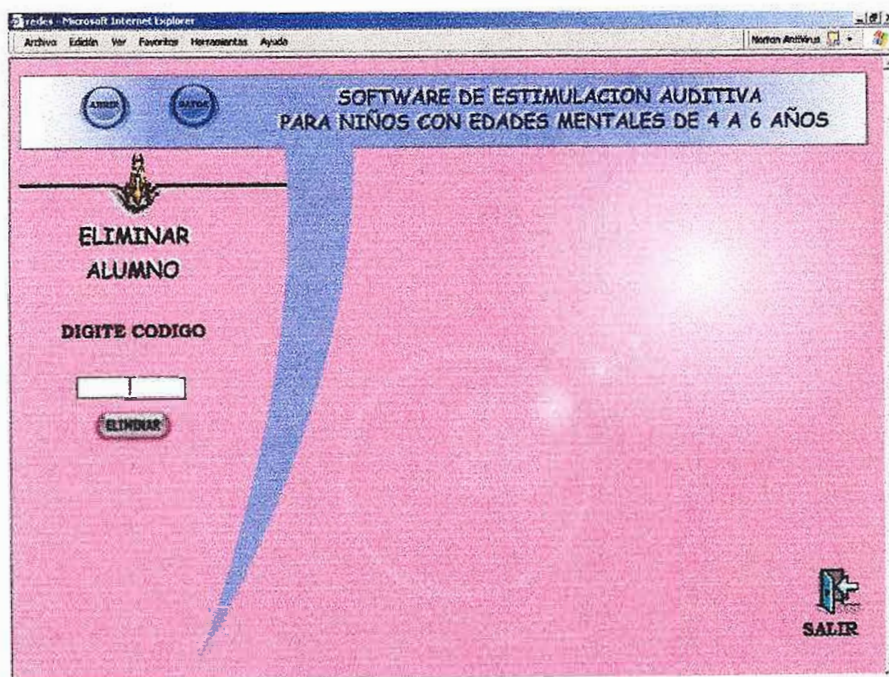 redes - Microsoft Internet Explorer
Archivo Edición Ver Favoritos Herramientas Ayuda
Norton AntiVirus
ABRIR
SOFTWARE DE ESTIMULACION AUDITIVA
PARA NIÑOS CON EDADES MENTALES DE 4 A 6 AÑOS
ELIMINAR
ALUMNO
DIGITE CODIGO
ELIMINAR
SALIR